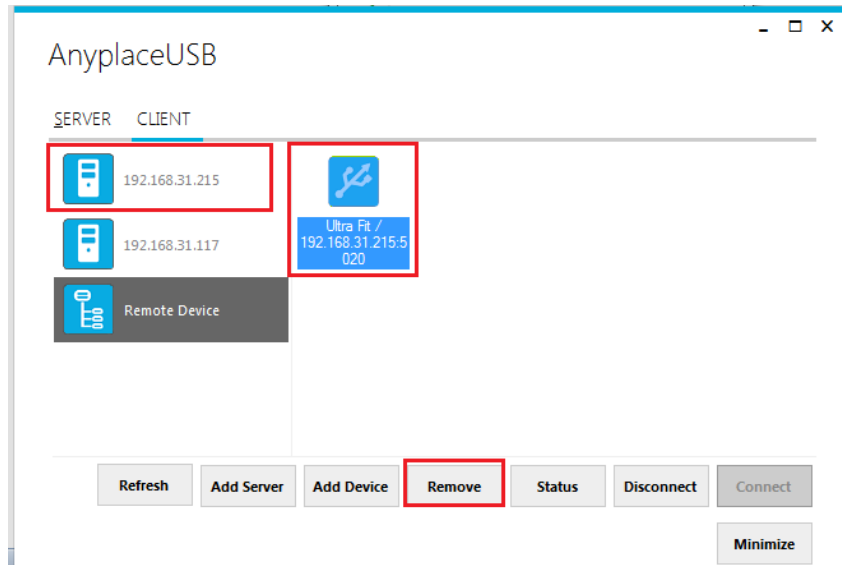 AnyplaceUSB
SERVER CLIENT
192.168.31.215
192.168.31.117
Remote Device
Ultra Fit /
192.168.31.215:5
020
Refresh Add Server Add Device Remove Status Disconnect Connect
Minimize